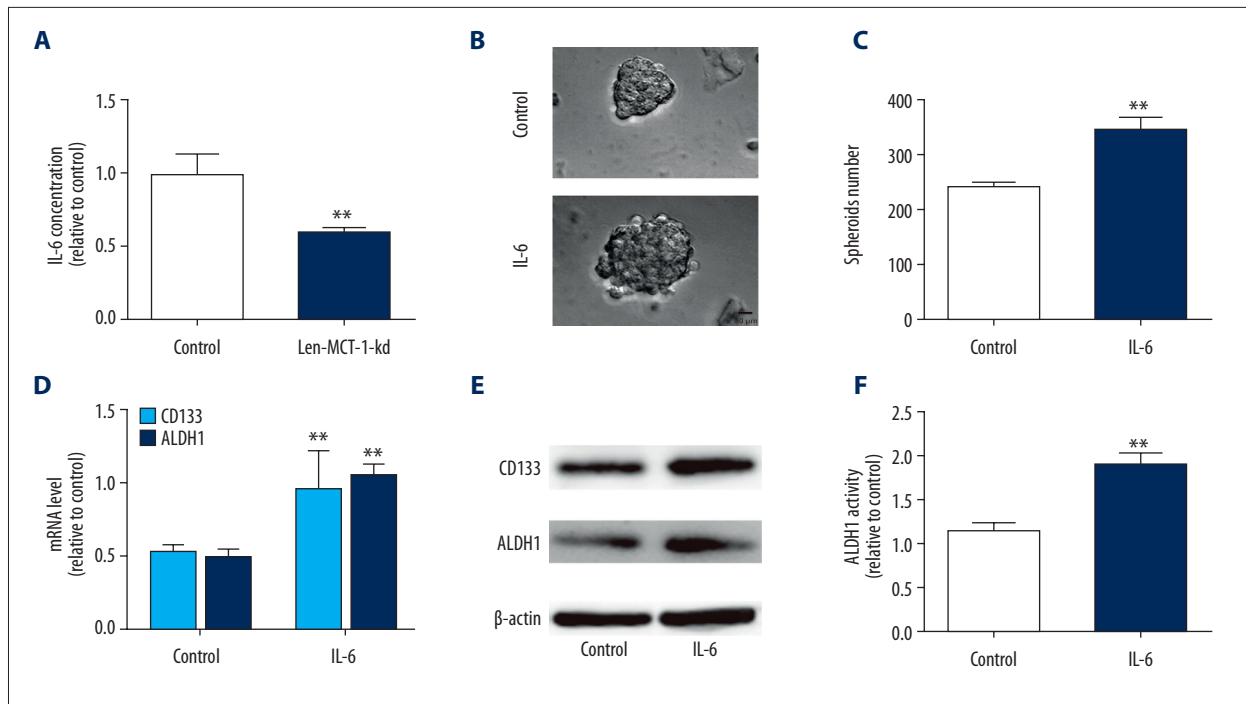 A
IL-6 concentration
(relative to control)
1.5
1.0
0.5
0.0
**
Control
Len-MCT-1-kd
B
Control
IL-6
C
Spheroids number
400
300
200
100
0
**
Control
IL-6
D
CD133
ALDH1
mRNA level
(relative to control)
1.5
1.0
0.5
0.0
**
**
Control
IL-6
E
CD133
ALDH1
β-actin
Control
IL-6
F
ALDH1 activity
(relative to control)
2.5
2.0
1.5
1.0
0.5
0.0
**
Control
IL-6